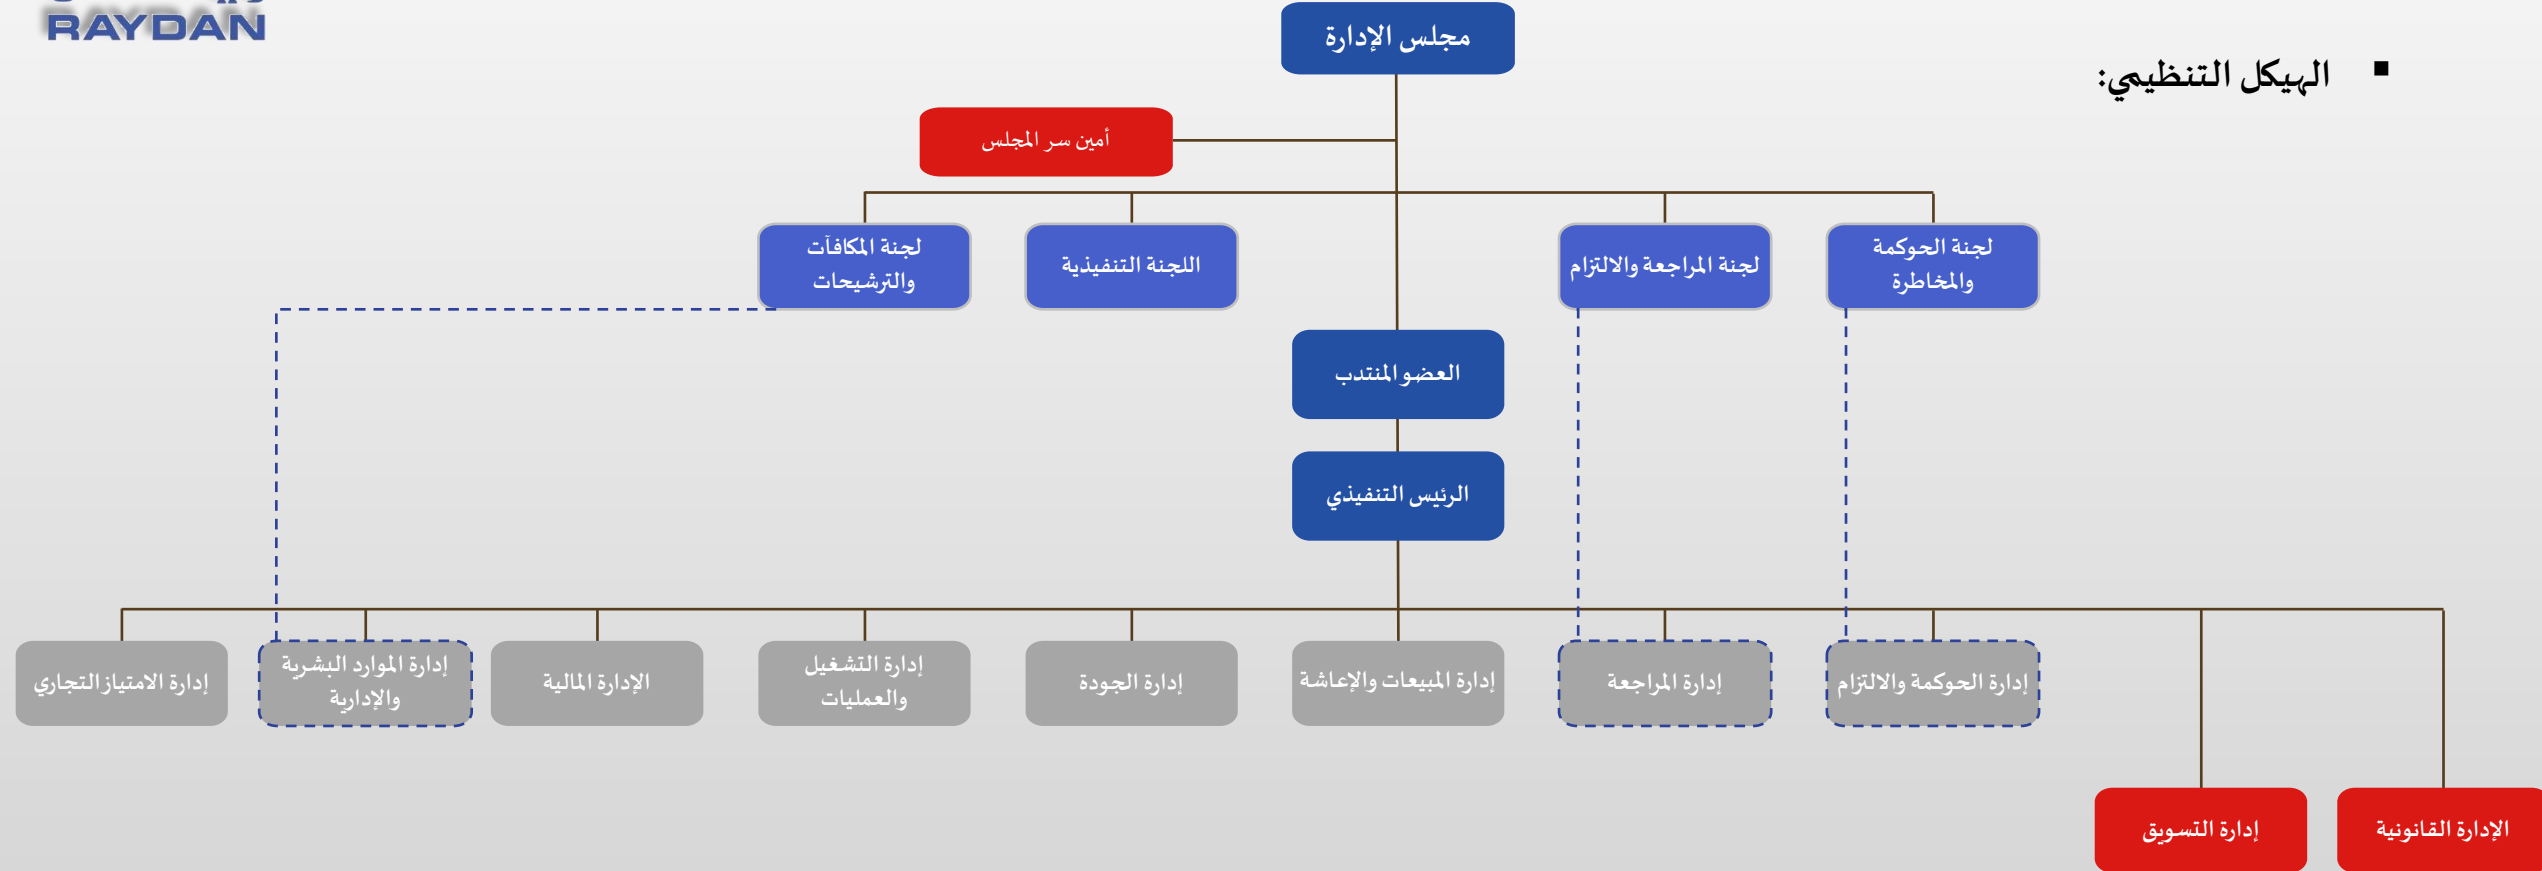 RAYDAN
الهيكل التنظيمي:
مجلس الإدارة
أمين سر المجلس
لجنة الحوكمة
والمخاطرة
لجنة المراجعة والالتزام
اللجنة التنفيذية
لجنة المكافآت
والترشيحات
العضو المنتدب
الرئيس التنفيذي
إدارة الحوكمة والالتزام
إدارة المراجعة
إدارة المبيعات والإعاشة
إدارة الجودة
إدارة التشغيل
والعمليات
الإدارة المالية
إدارة الموارد البشرية
والإدارية
إدارة الامتياز التجاري
الإدارة القانونية
إدارة التسويق